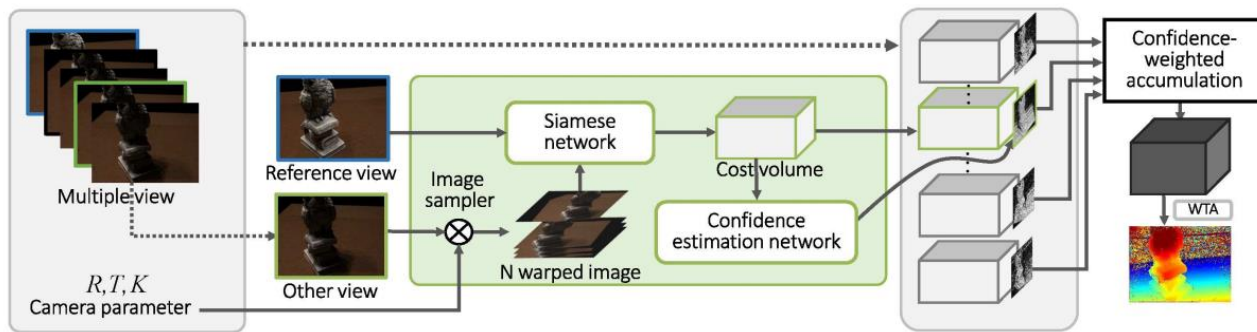 Multiple view
R, T, K
Camera parameter
Reference view
Other view
Image
sampler
Siamese
network
N warped image
Cost volume
Confidence
estimation network
Confidence-
weighted
accumulation
WTA